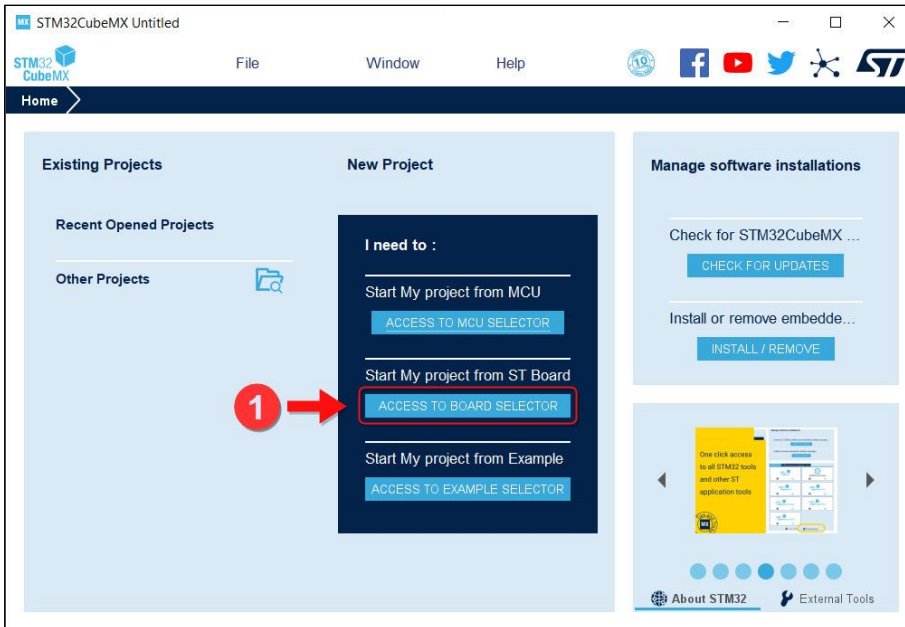 MX STM32CubeMX Untitled
STM32
CubeMX
File
Window
Help
10
Home
Existing Projects
Recent Opened Projects
Other Projects
New Project
I need to :
Start My project from MCU
ACCESS TO MCU SELECTOR
Start My project from ST Board
1
ACCESS TO BOARD SELECTOR
Start My project from Example
ACCESS TO EXAMPLE SELECTOR
Manage software installations
Check for STM32CubeMX ...
CHECK FOR UPDATES
Install or remove embedde...
INSTALL / REMOVE
One click access
to all STM32 tools
and other ST
application tools
MX
About STM32
External Tools